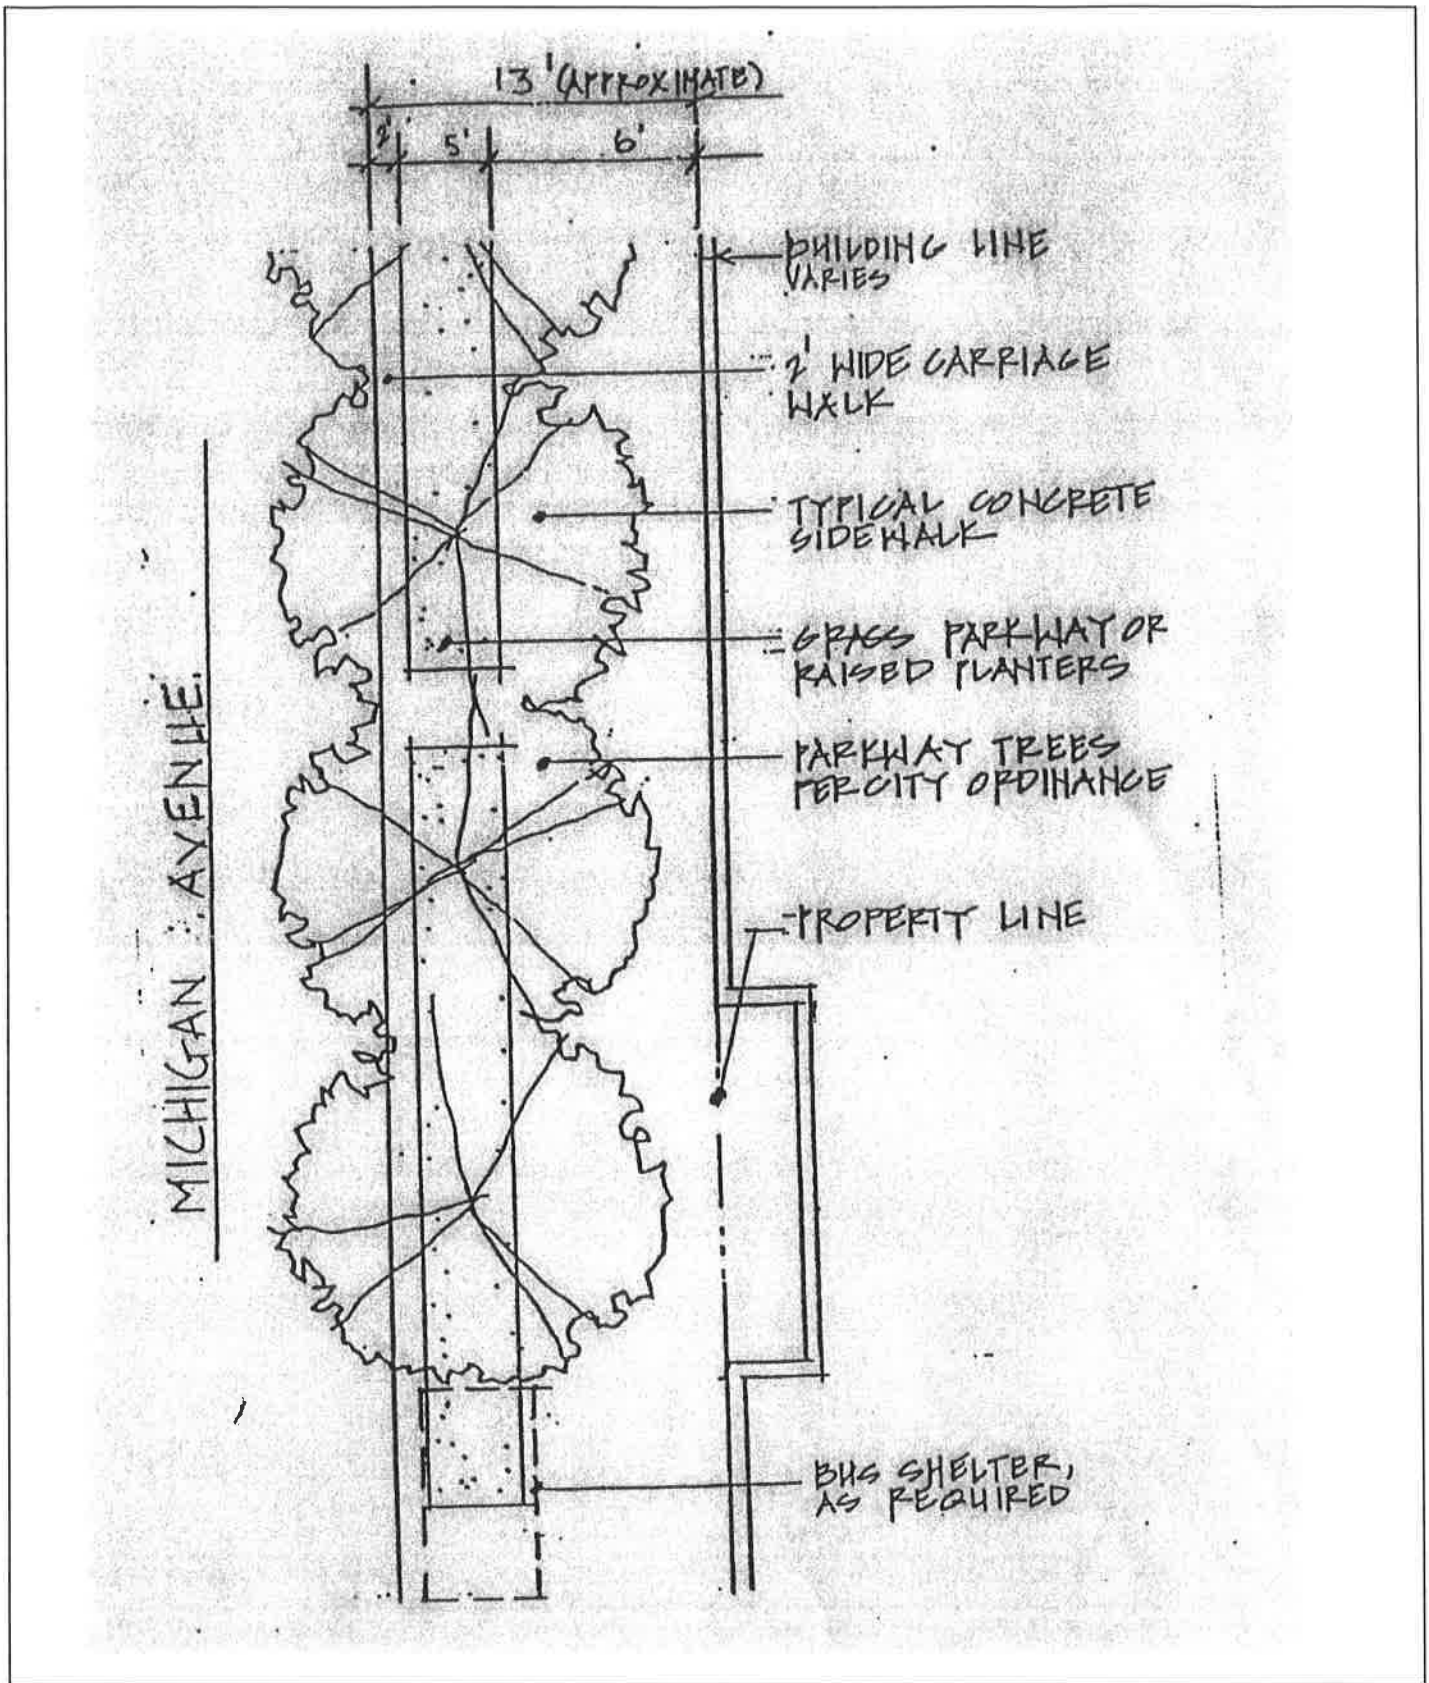 13' (APPROXIMATE)
2' 5' 6'
BUILDING LINE
VARIES
2' WIDE CARRIAGE
WALK
TYPICAL CONCRETE
SIDEWALK
GRASS PARKWAY OR
RAISED PLANTERS
PARKWAY TREES
PER CITY ORDINANCE
MICHIGAN AVENUE
PROPERTY LINE
BUS SHELTER,
AS REQUIRED